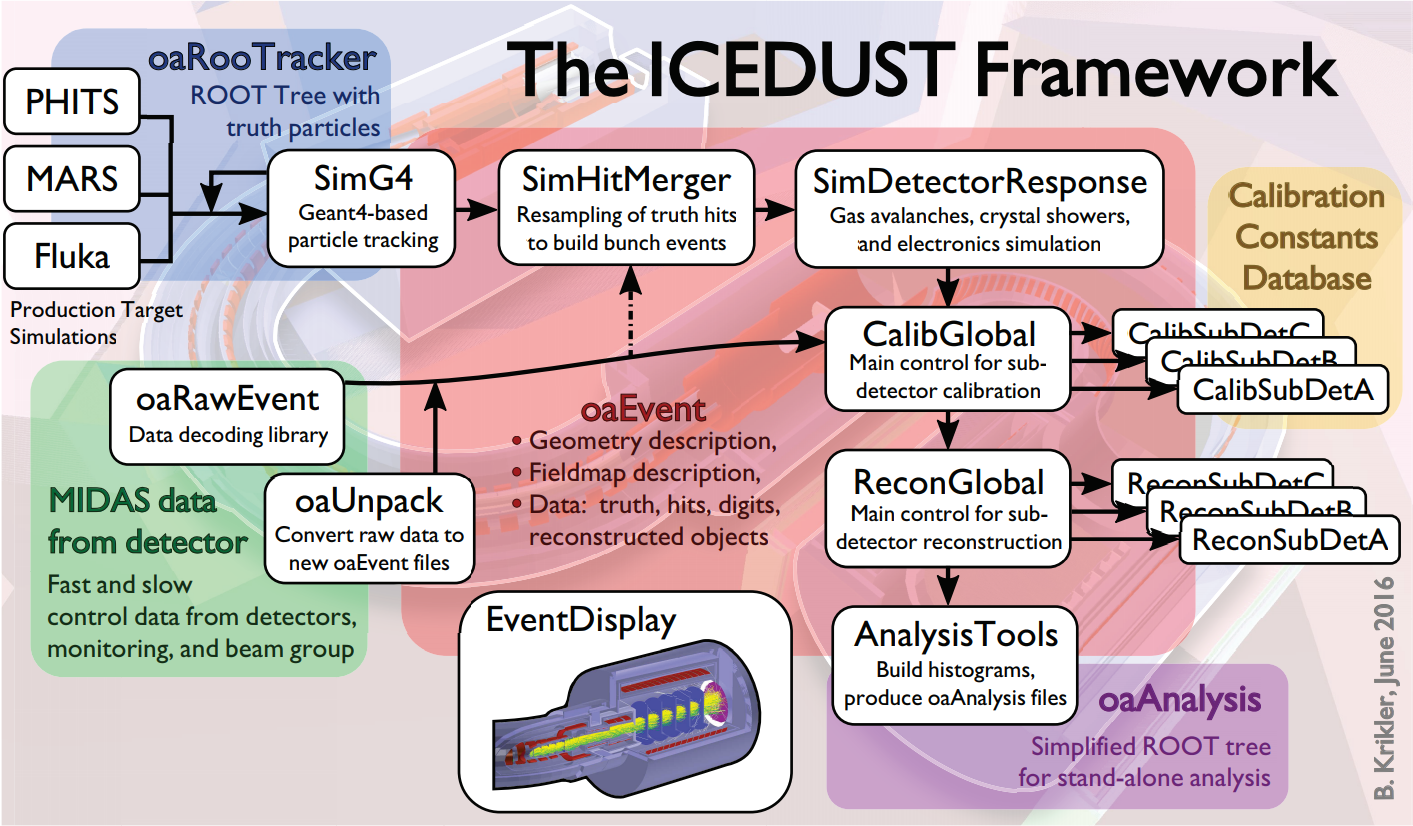 The ICEDUST Framework
oaRooTracker
ROOT Tree with
truth particles
PHITS
MARS
Fluka
Production Target
Simulations
SimG4
Geant4-based
particle tracking
SimHitMerger
Resampling of truth hits
to build bunch events
SimDetectorResponse
Gas avalanches, crystal showers,
and electronics simulation
Calibration
Constants
Database
CalibGlobal
Main control for sub-
detector calibration
CalibSubDetC
CalibSubDetB
CalibSubDetA
oaRawEvent
Data decoding library
oaUnpack
Convert raw data to
new oaEvent files
MIDAS data
from detector
Fast and slow
control data from detectors,
monitoring, and beam group
oaEvent
• Geometry description,
• Fieldmap description,
• Data: truth, hits, digits,
reconstructed objects
ReconGlobal
Main control for sub-
detector reconstruction
ReconSubDetC
ReconSubDetB
ReconSubDetA
EventDisplay
AnalysisTools
Build histograms,
produce oaAnalysis files
oaAnalysis
Simplified ROOT tree
for stand-alone analysis
B. Krikler, June 2016